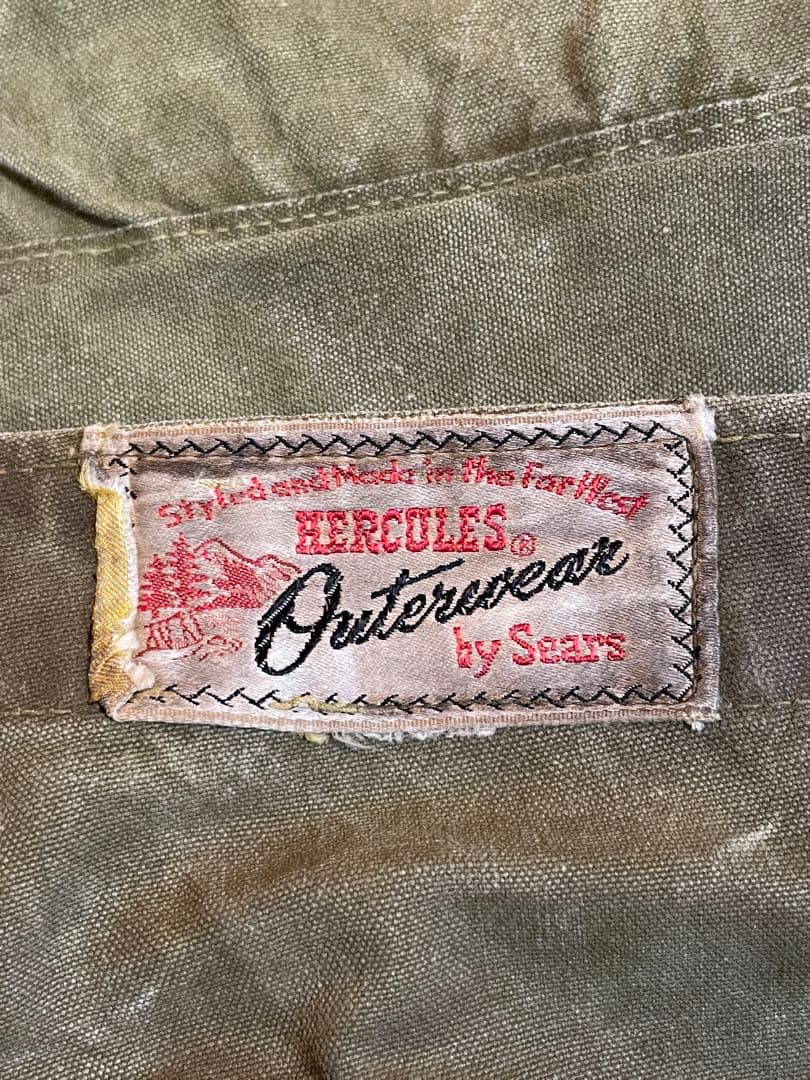 Styled and Made in the Far West
HERCULES®
Outerwear
by Sears